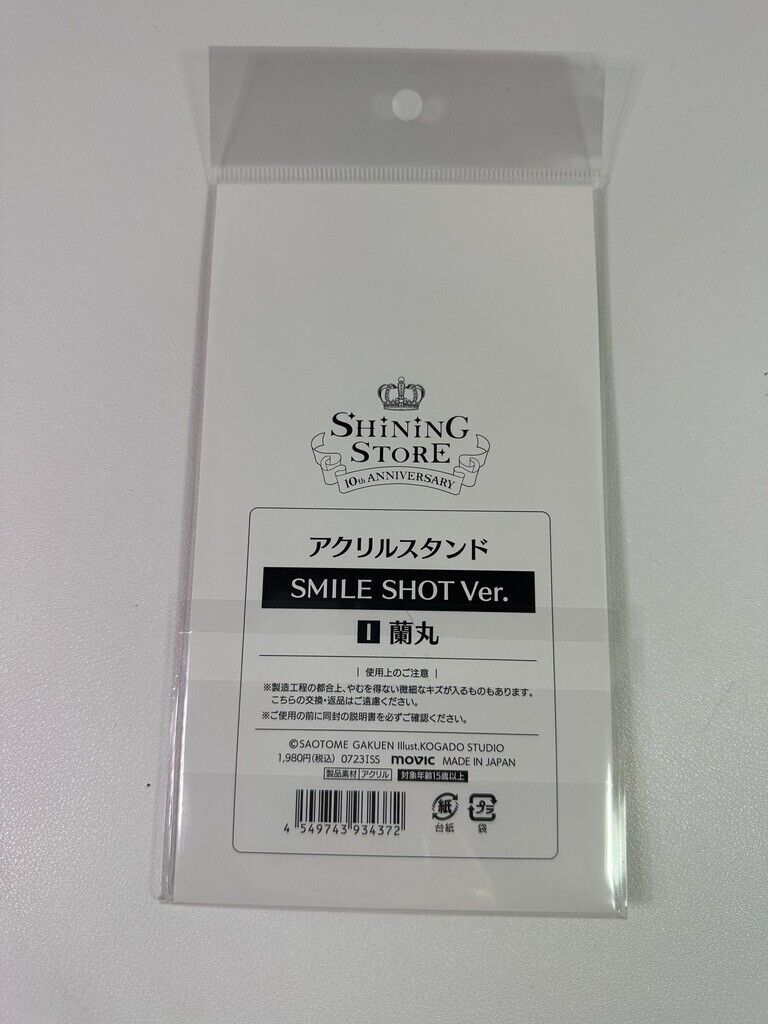 SHiNiNG
STORE
10th ANNIVERSARY
アクリルスタンド
SMILE SHOT Ver.
I 蘭丸
| 使用上のご注意 |
※製造工程の都合上、やむを得ない微細なキズが入るものもあります。
こちらの交換・返品はご遠慮ください。
※ご使用の前に同封の説明書を必ずご確認ください。
©SAOTOME GAKUEN Illust.KOGADO STUDIO
1,980円(税込) 0723ISS movic MADE IN JAPAN
製品素材 アクリル 対象年齢15歳以上
紙 プラ
台紙 袋
4 549743 934372